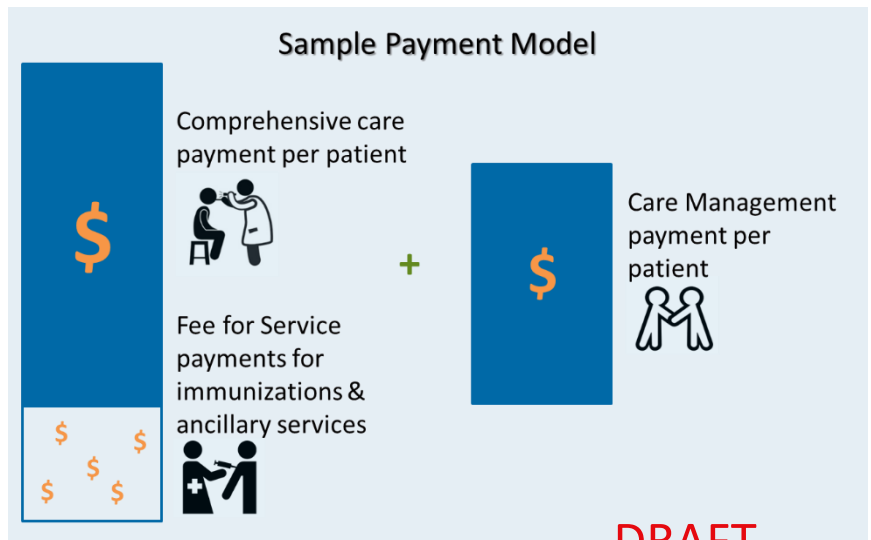 Sample Payment Model
Comprehensive care
payment per patient
$
Care Management
payment per
patient
$
+
Fee for Service
payments for
immunizations &
ancillary services
$
$
$
$
$
DRAFT